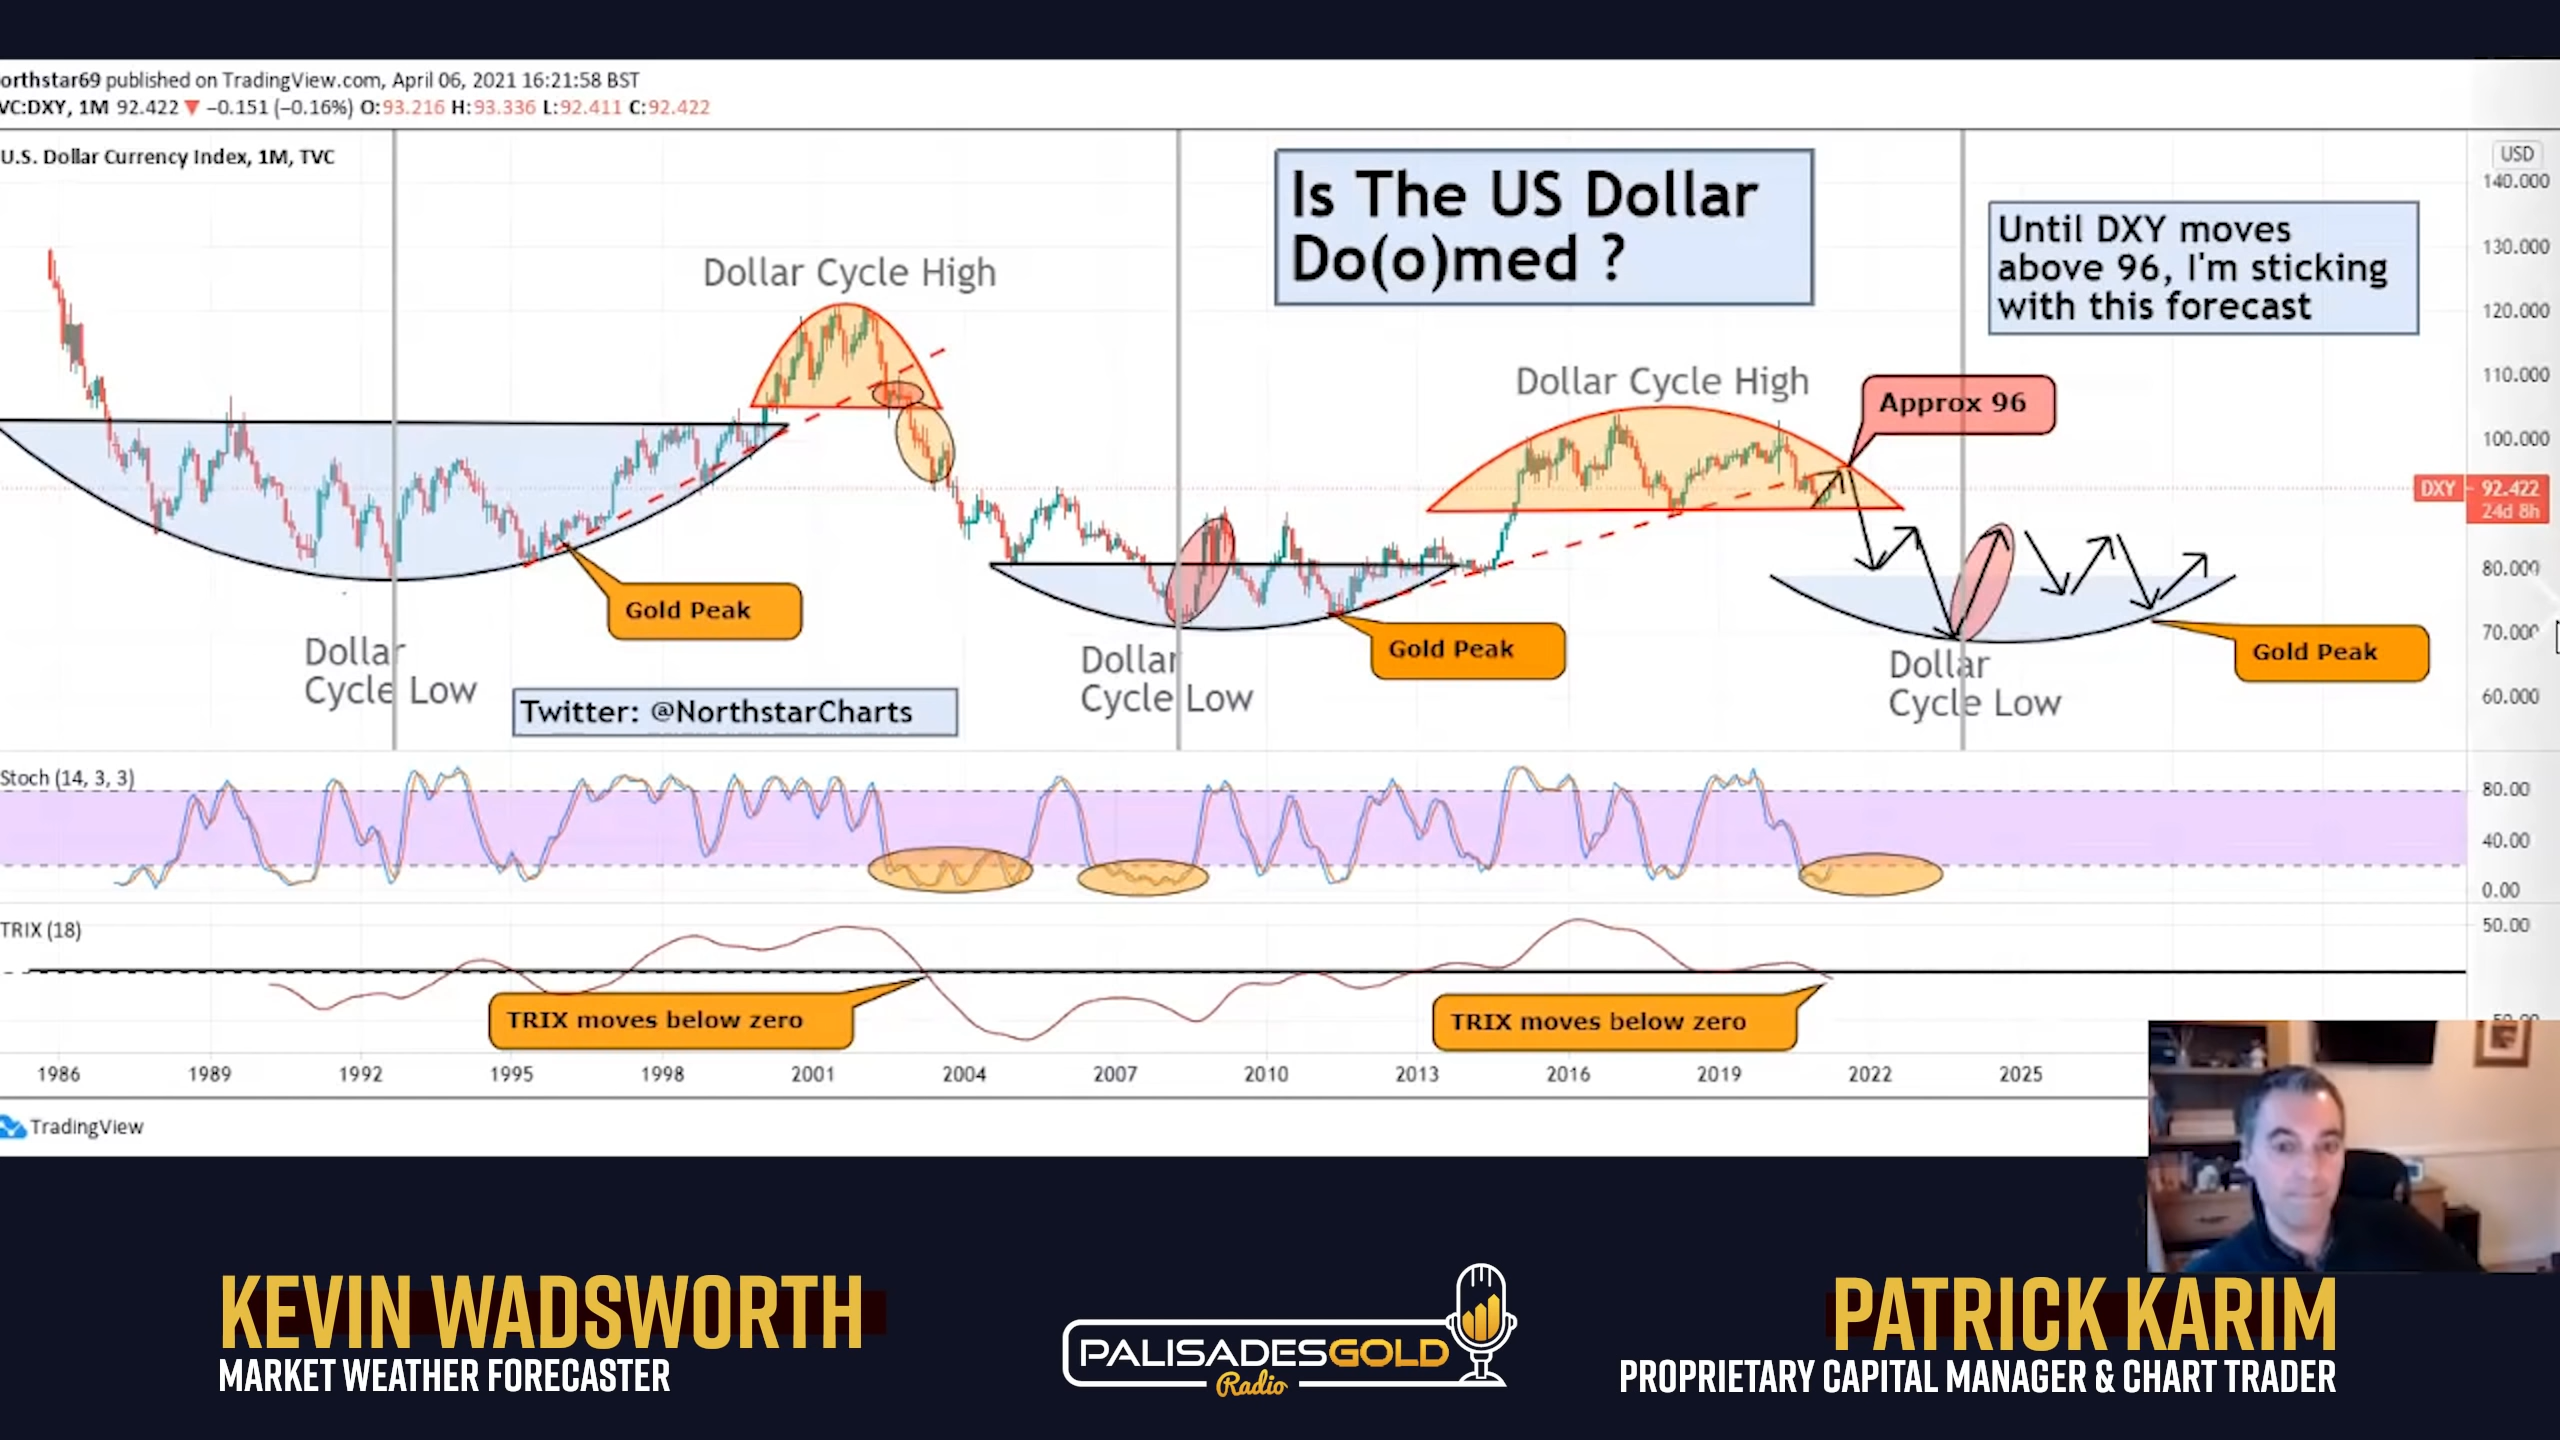 orthstar69 published on TradingView.com, April 06, 2021 16:21:58 BST
VC:DXY, 1M 92.422 ▼ −0.151 (−0.16%) O:93.216 H:93.336 L:92.411 C:92.422
U.S. Dollar Currency Index, 1M, TVC
Is The US Dollar
Do(o)med ?
Until DXY moves
above 96, I'm sticking
with this forecast
Dollar Cycle High
Dollar Cycle High
Approx 96
Gold Peak
Gold Peak
Gold Peak
Dollar
Cycle Low
Dollar
Cycle Low
Dollar
Cycle Low
Twitter: @NorthstarCharts
USD
140.000
130.000
120.000
110.000
100.000
DXY 92.422
24d 8h
80.000
70.000
60.000
Stoch (14, 3, 3)
80.00
40.00
0.00
TRIX (18)
50.00
TRIX moves below zero
TRIX moves below zero
1986 1989 1992 1995 1998 2001 2004 2007 2010 2013 2016 2019 2022 2025
TradingView
KEVIN WADSWORTH
MARKET WEATHER FORECASTER
PALISADESGOLD
Radio
PATRICK KARIM
PROPRIETARY CAPITAL MANAGER & CHART TRADER